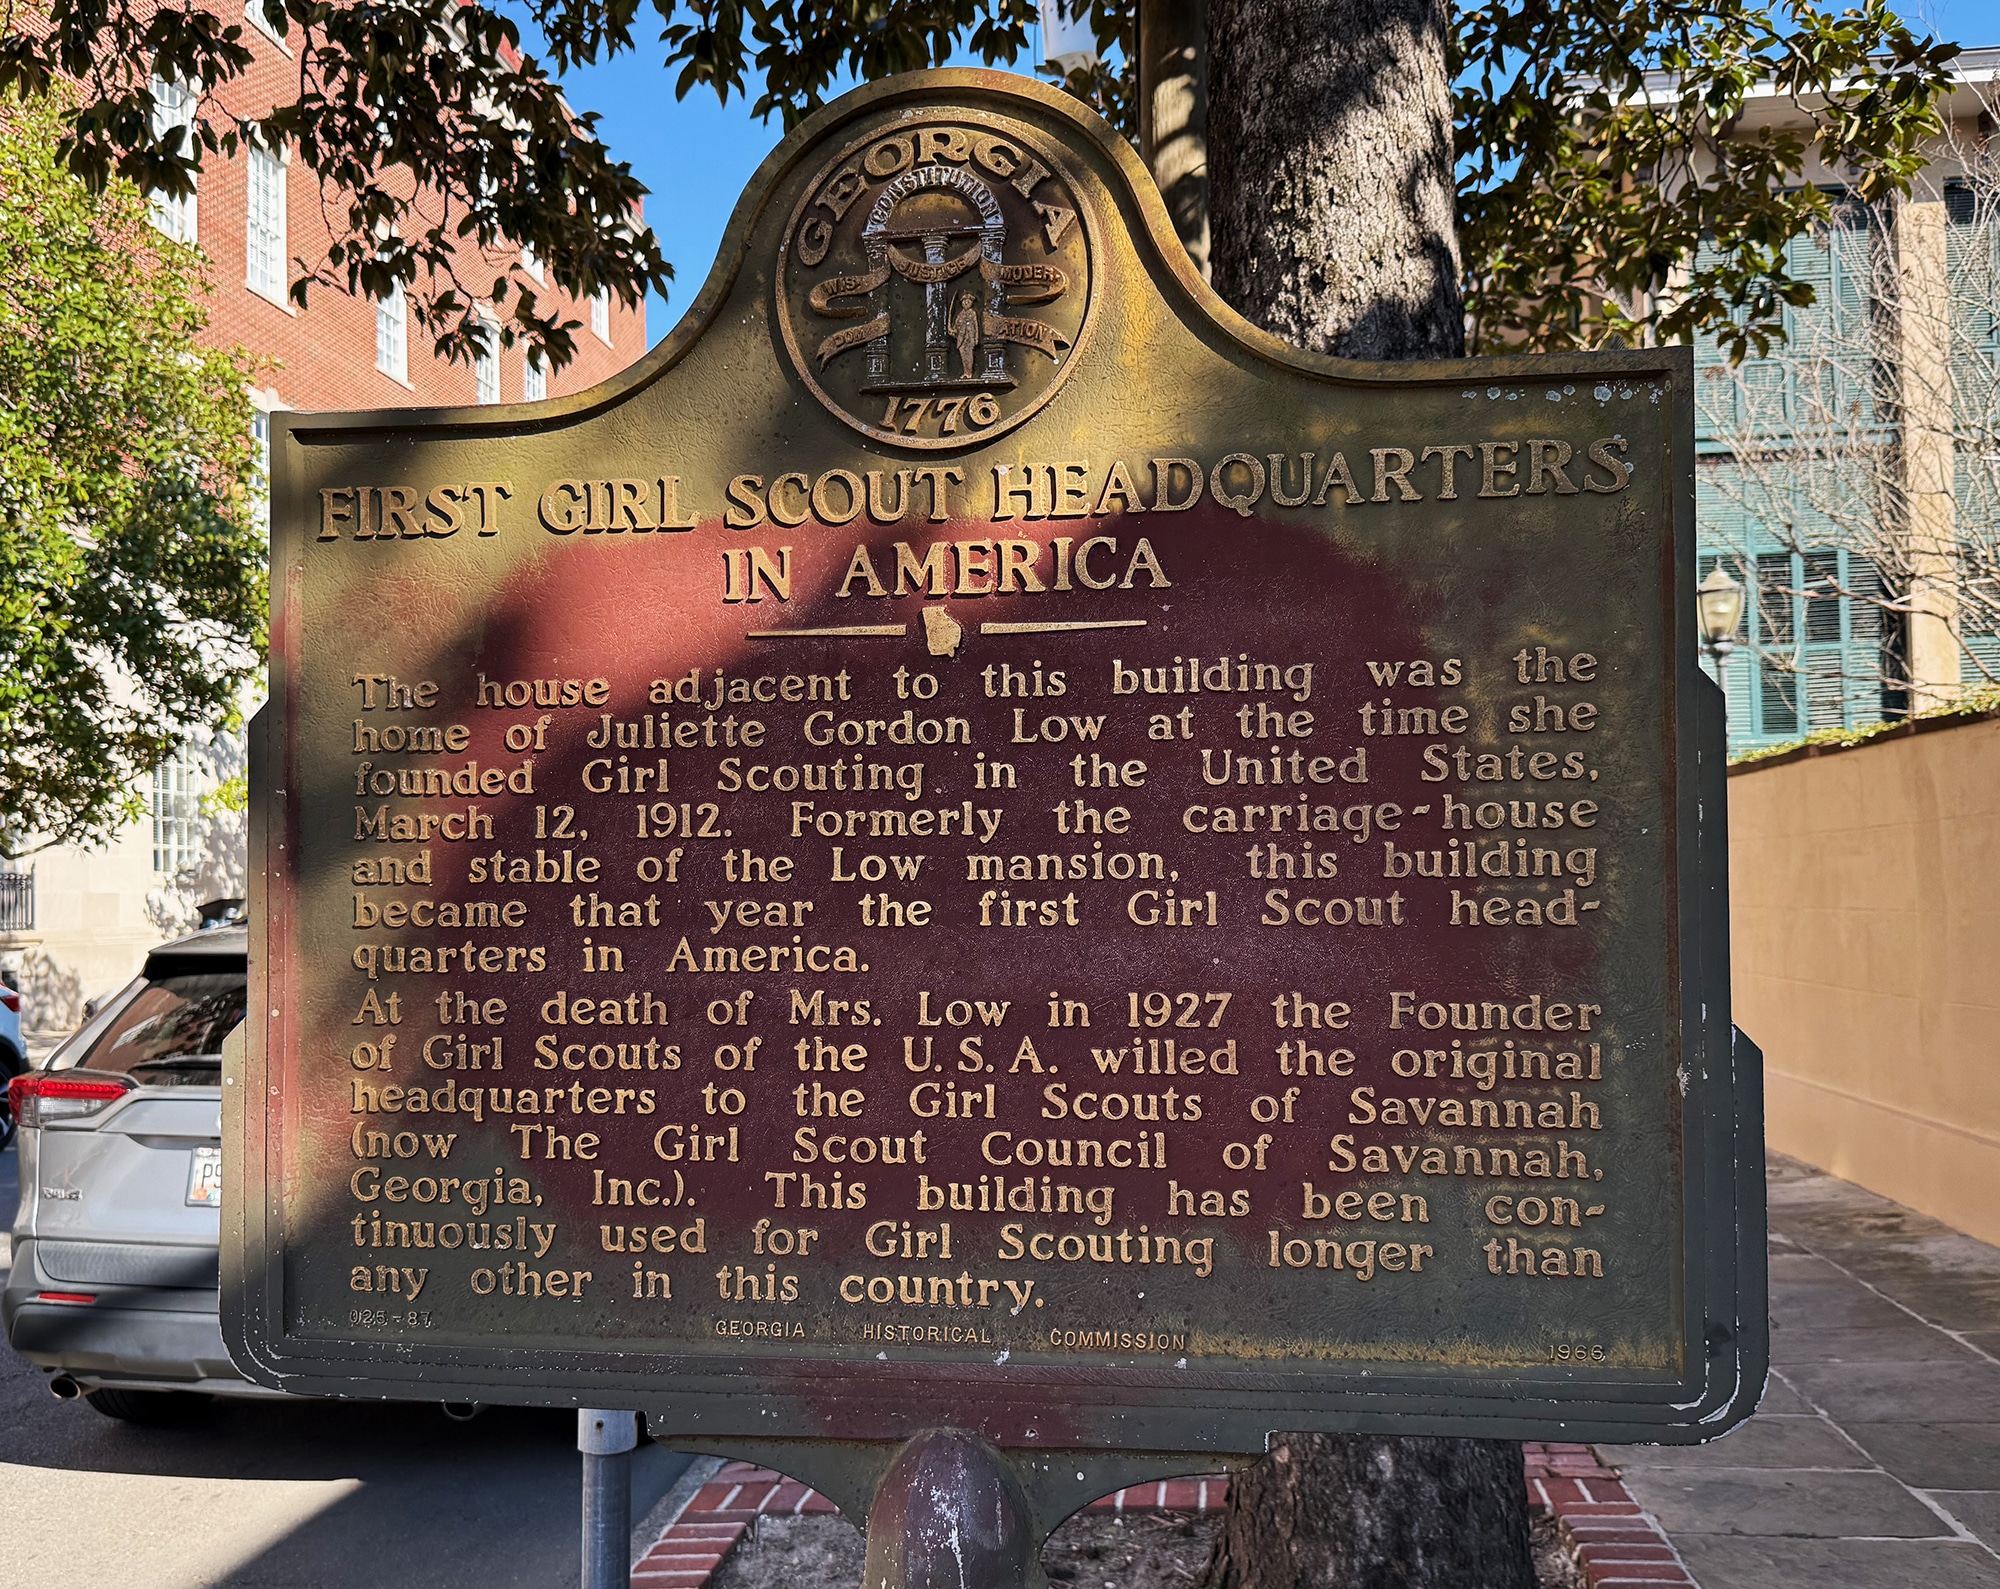 GEORGIA
CONSTITUTION
WIS JUSTICE MODER-
DOM ATION
1776
FIRST GIRL SCOUT HEADQUARTERS
IN AMERICA
The house adjacent to this building was the
home of Juliette Gordon Low at the time she
founded Girl Scouting in the United States,
March 12, 1912. Formerly the carriage-house
and stable of the Low mansion, this building
became that year the first Girl Scout head-
quarters in America.
At the death of Mrs. Low in 1927 the Founder
of Girl Scouts of the U.S.A. willed the original
headquarters to the Girl Scouts of Savannah
(now The Girl Scout Council of Savannah,
Georgia, Inc.). This building has been con-
tinuously used for Girl Scouting longer than
any other in this country.
025-87 GEORGIA HISTORICAL COMMISSION 1966